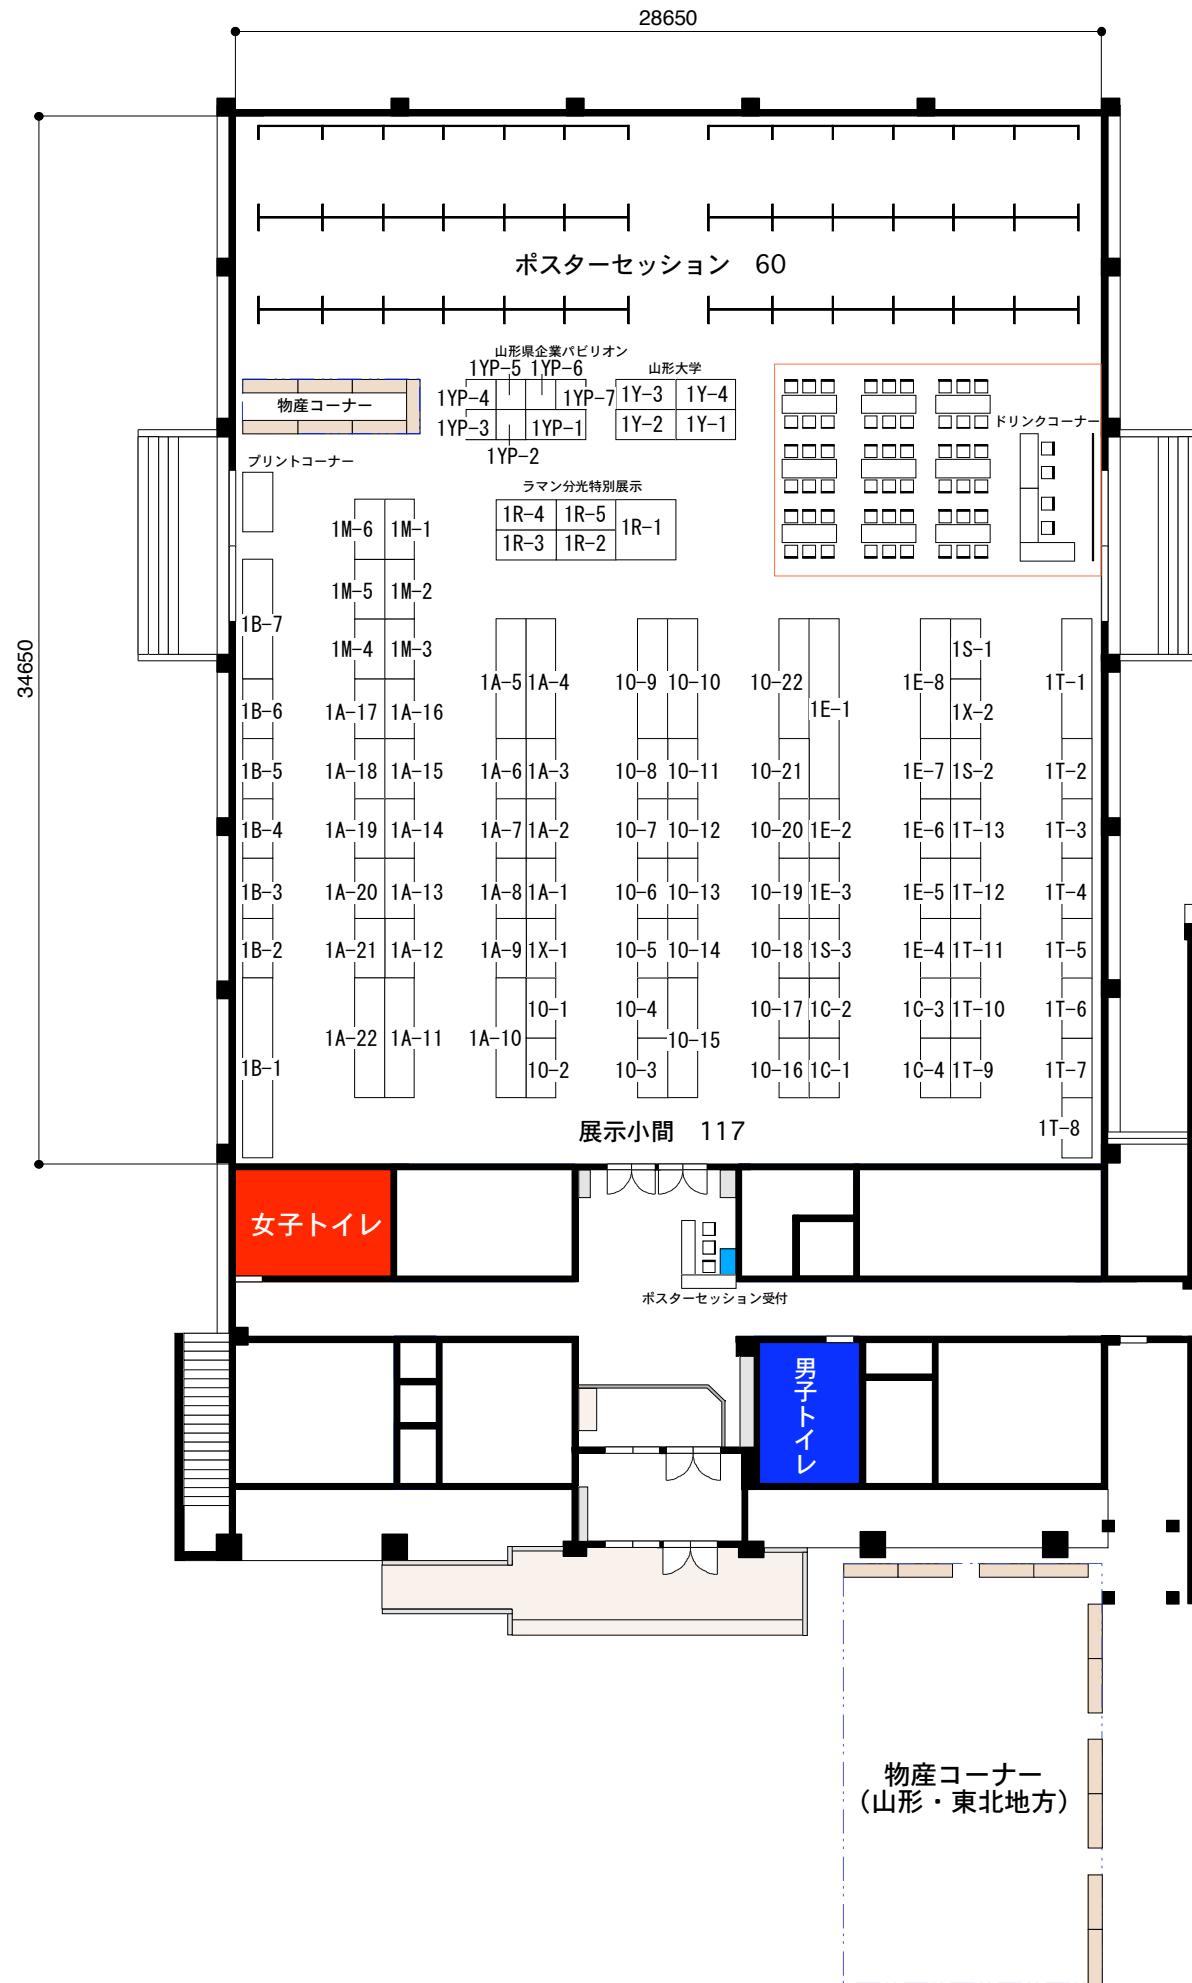 28650
34650
ポスターセッション 60
山形県企業パビリオン
1YP-5 1YP-6
1YP-4 1YP-7
1YP-3 1YP-1
1YP-2
山形大学
1Y-3 1Y-4
1Y-2 1Y-1
物産コーナー
ドリンクコーナー
プリントコーナー
ラマン分光特別展示
1R-4 1R-5 1R-1
1R-3 1R-2
1M-6 1M-1
1M-5 1M-2
1M-4 1M-3
1B-7
1B-6
1B-5
1B-4
1B-3
1B-2
1B-1
1A-17 1A-16
1A-18 1A-15
1A-19 1A-14
1A-20 1A-13
1A-21 1A-12
1A-22 1A-11
1A-5 1A-4
1A-6 1A-3
1A-7 1A-2
1A-8 1A-1
1A-9 1X-1
1A-10
10-1
10-2
10-9 10-10
10-8 10-11
10-7 10-12
10-6 10-13
10-5 10-14
10-4
10-15
10-3
10-22
1E-1
10-21
10-20 1E-2
10-19 1E-3
10-18 1S-3
10-17 1C-2
10-16 1C-1
1S-1
1E-8
1X-2
1E-7 1S-2
1E-6 1T-13
1E-5 1T-12
1E-4 1T-11
1C-3 1T-10
1C-4 1T-9
1T-1
1T-2
1T-3
1T-4
1T-5
1T-6
1T-7
1T-8
展示小間 117
女子トイレ
ポスターセッション受付
男子トイレ
物産コーナー
（山形・東北地方）